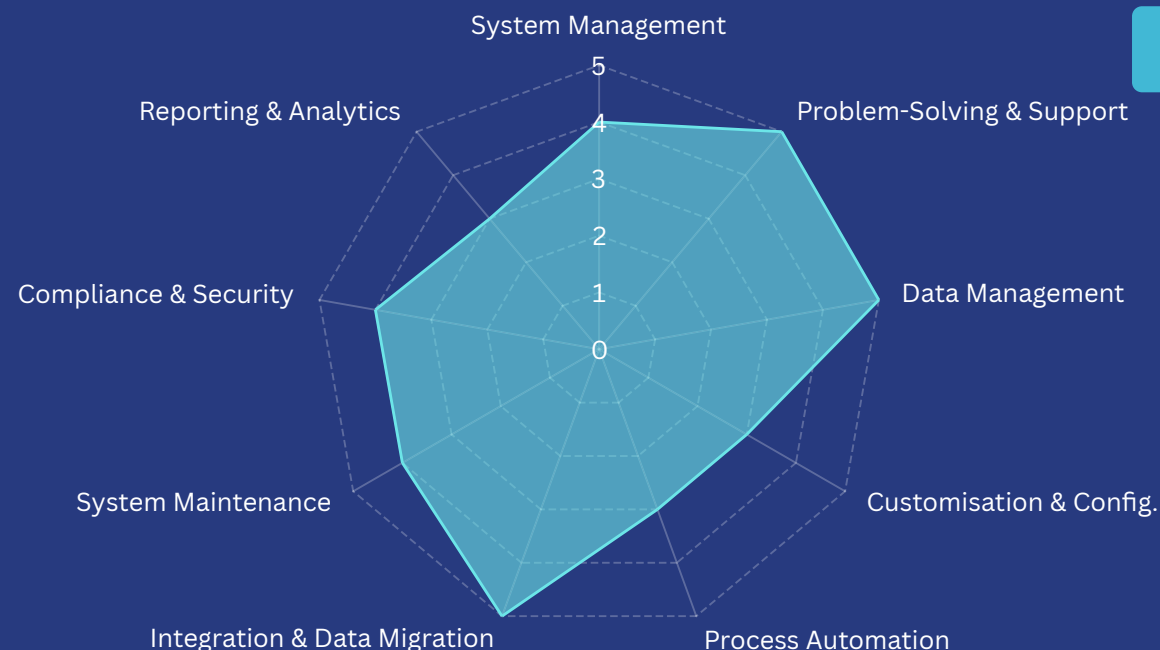 System Management
5
Reporting & Analytics
Problem-Solving & Support
4
3
2
Compliance & Security
1
Data Management
0
System Maintenance
Customisation & Config.
Integration & Data Migration
Process Automation